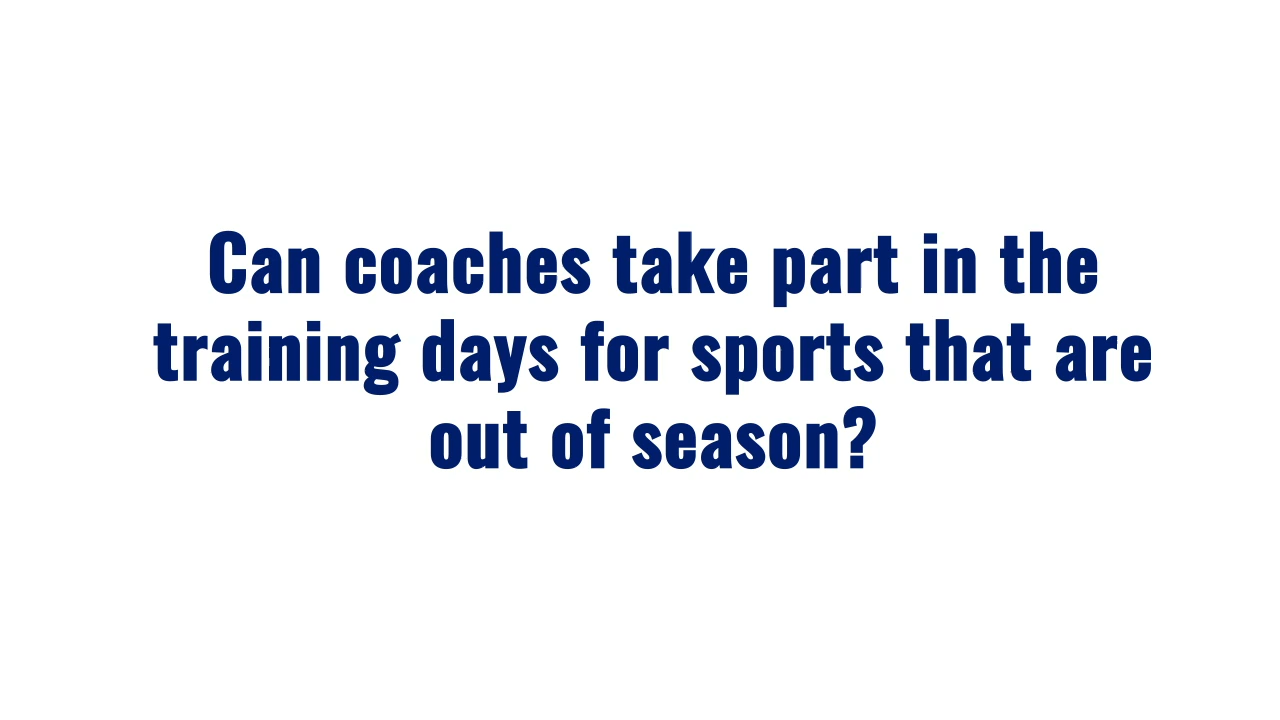 Can coaches take part in the
training days for sports that are
out of season?